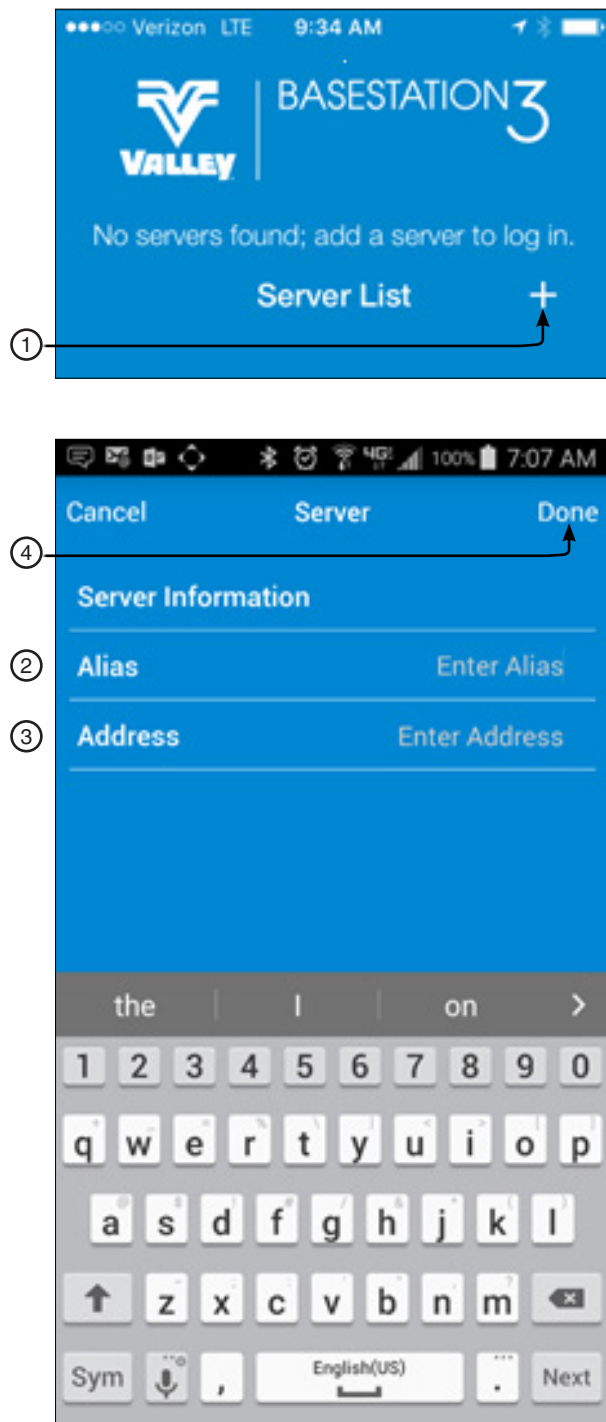 Verizon LTE 9:34 AM
VALLEY
BASESTATION3
No servers found; add a server to log in.
Server List +
1
4G 100% 7:07 AM
Cancel Server Done
4
Server Information
2 Alias Enter Alias
3 Address Enter Address
the I on >
1 2 3 4 5 6 7 8 9 0
q w e r t y u i o p
a s d f g h j k l
z x c v b n m
Sym , English(US) . Next